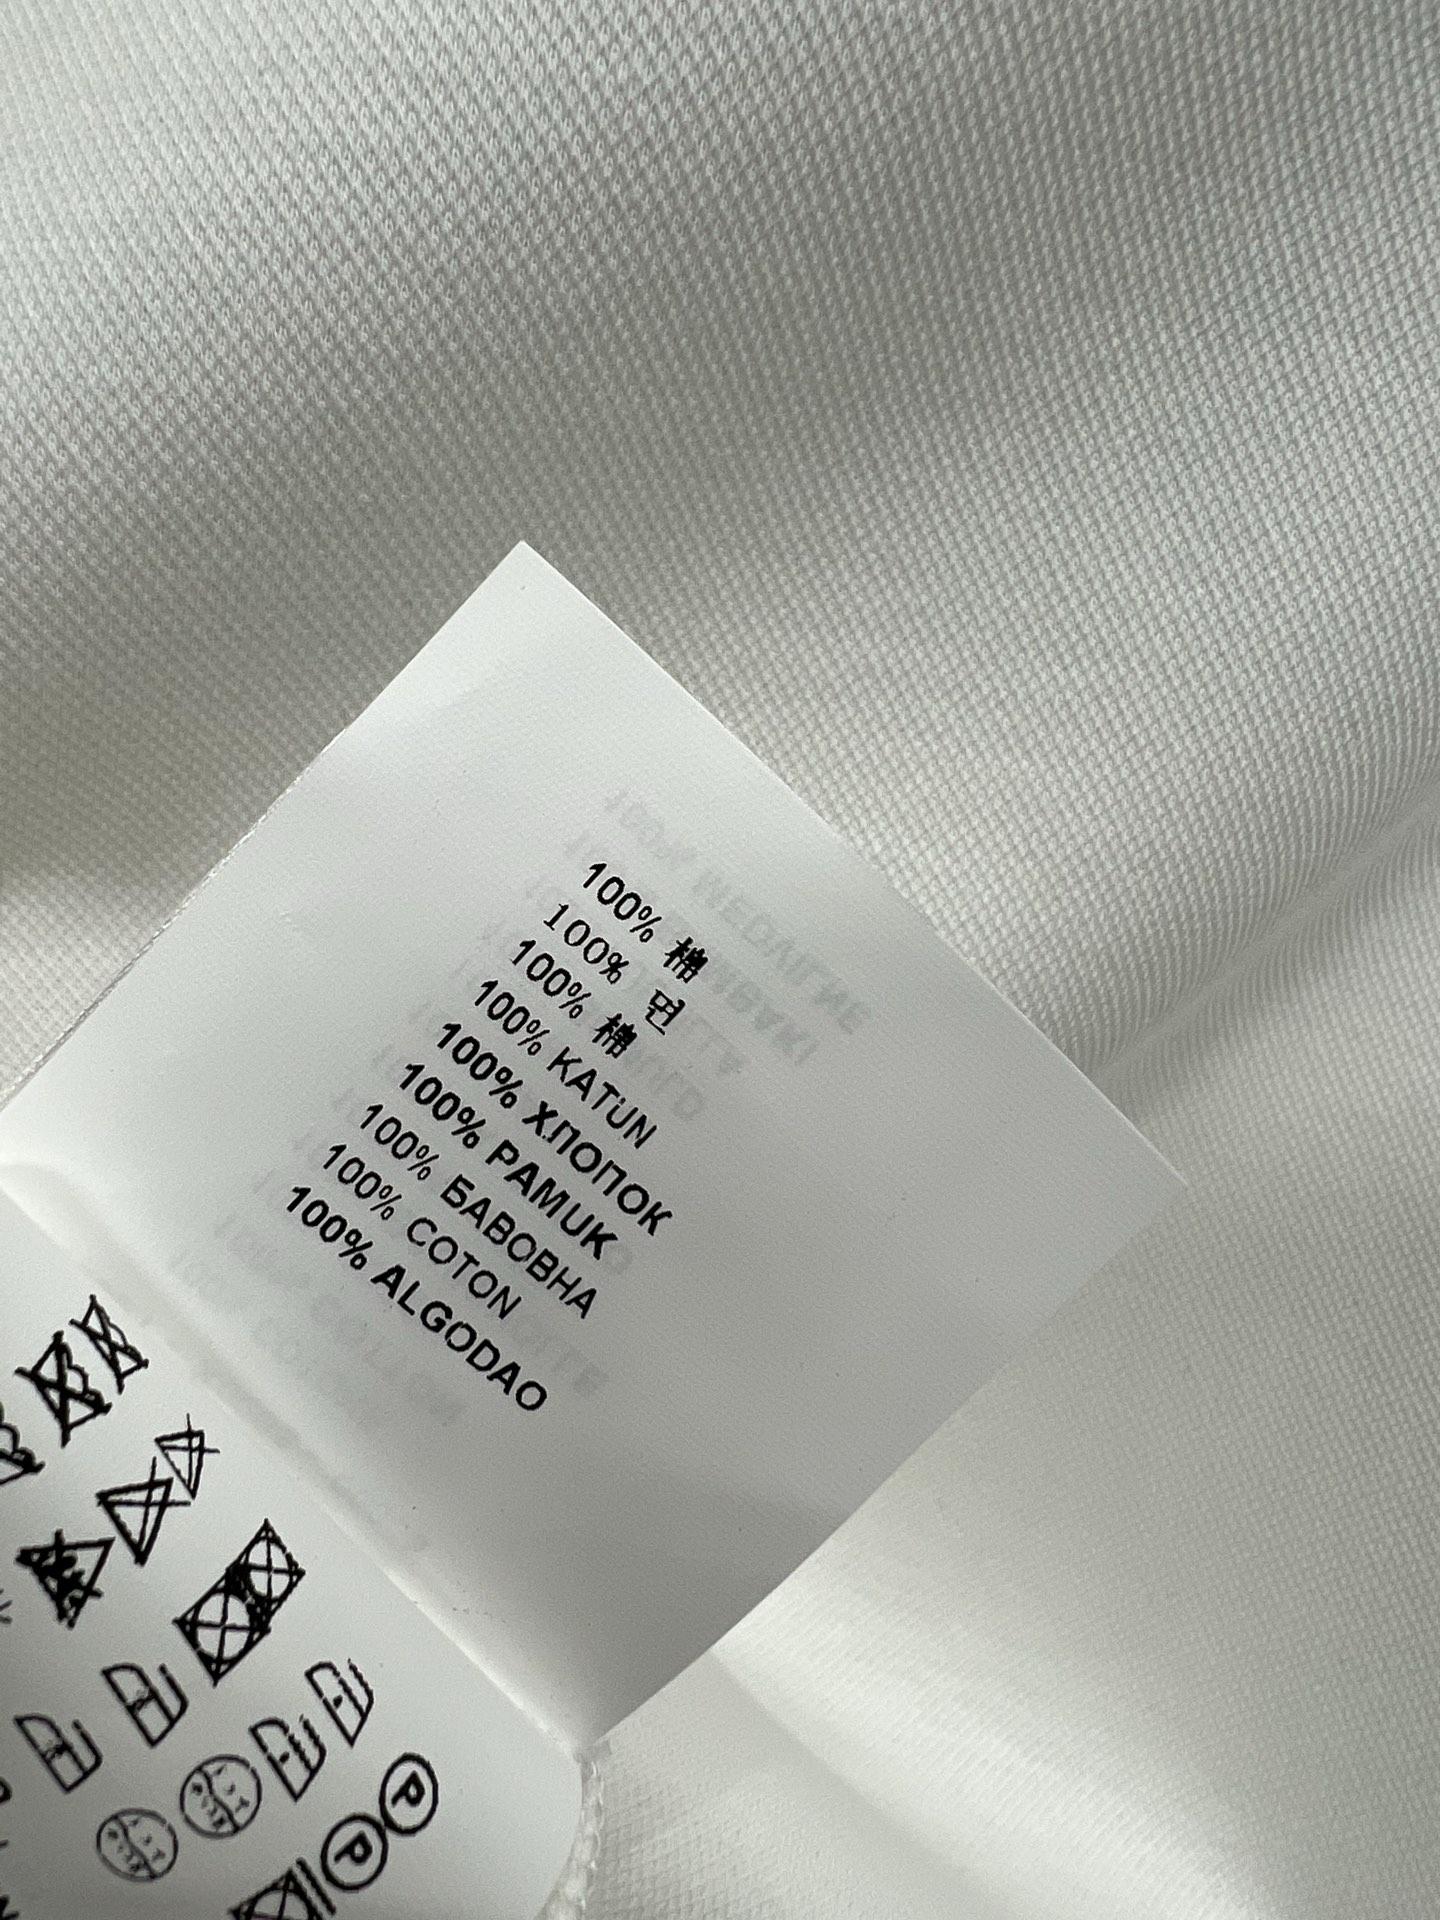 100% 棉
100% 면
100% 棉
100% KATUN
100% ХЛОПОК
100% PAMUK
100% БАВОВНА
100% COTON
100% ALGODAO
P
P